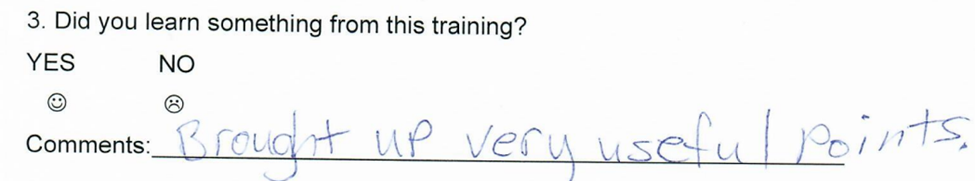 3. Did you learn something from this training?
YES NO
☺ ☹
Comments: Brought up very useful points.